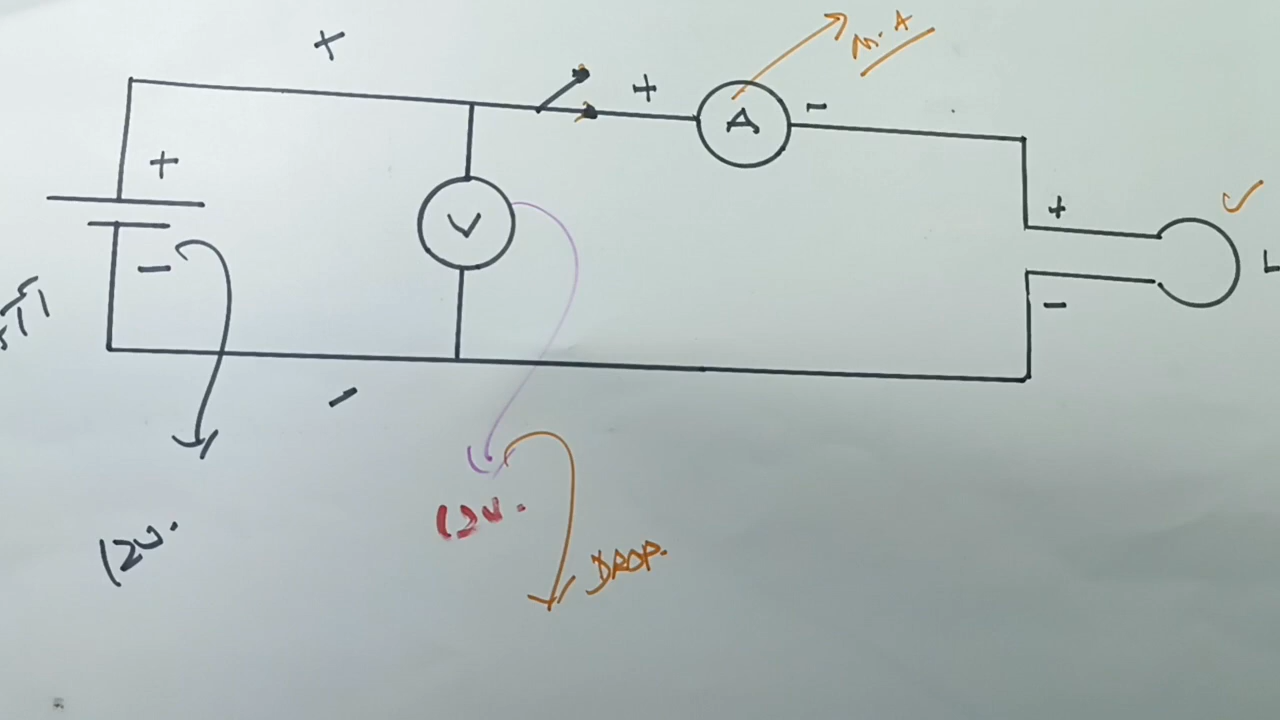 +
+
-
+
A
-
M.A
V
+
-
L
-
12V.
12V.
DROP.